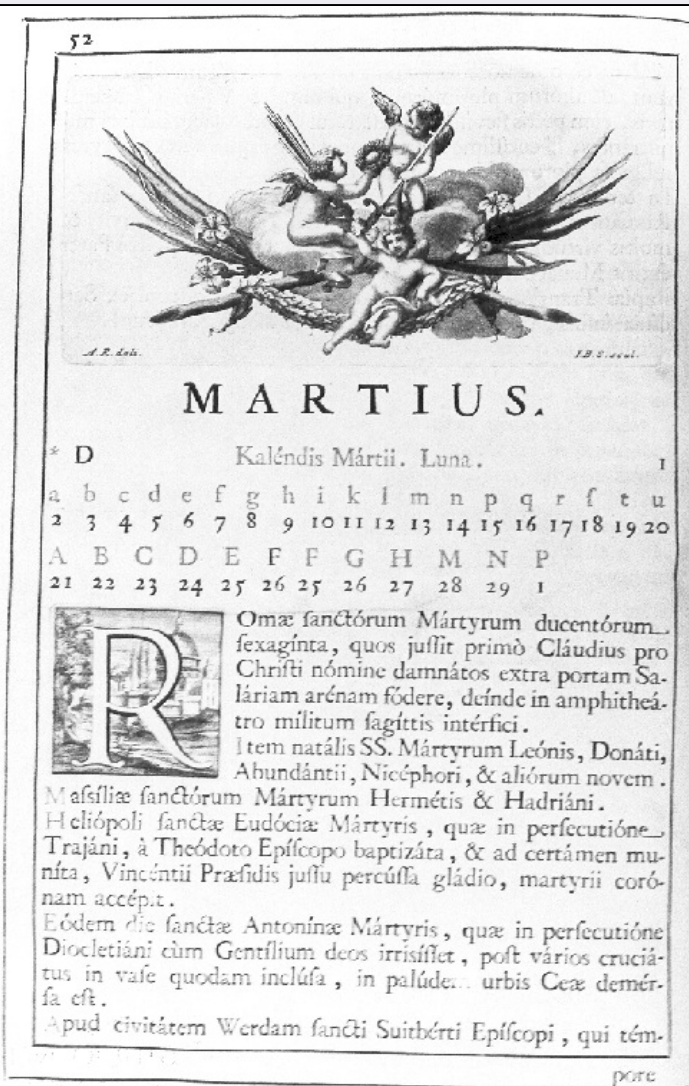 52
A. R. delin.
I. B. S. scul.
MARTIUS.
* D Kaléndis Mártii. Luna. 1
a b c d e f g h i k l m n p q r ſ t u
2 3 4 5 6 7 8 9 10 11 12 13 14 15 16 17 18 19 20
A B C D E F F G H M N P
21 22 23 24 25 26 25 26 27 28 29 1
ROmæ ſanctórum Mártyrum ducentórum
ſexagínta, quos juſſit primò Cláudius pro
Chriſti nómine damnátos extra portam Sa-
láriam arénam fódere, deínde in amphitheá-
tro mílitum ſagíttis intérfici.
Item natális SS. Mártyrum Leónis, Donáti,
Abundántii, Nicéphori, & aliórum novem.
Maſſíliæ ſanctórum Mártyrum Hermétis & Hadriáni.
Heliópoli ſanctæ Eudóciæ Mártyris, quæ in perſecutióne
Trajáni, à Theódoto Epíſcopo baptizáta, & ad certámen mu-
níta, Vincéntii Præſidis juſſu percúſſa gládio, martyrii coró-
nam accépit.
Eódem die ſanctæ Antonínæ Mártyris, quæ in perſecutióne
Diocletiáni cùm Gentílium deos irrisíſſet, poſt vários cruciá-
tus in vaſe quodam inclúſa, in palúde urbis Ceæ demér-
ſa eſt.
Apud civitátem Werdam ſancti Suitbérti Epíſcopi, qui tém-
pore